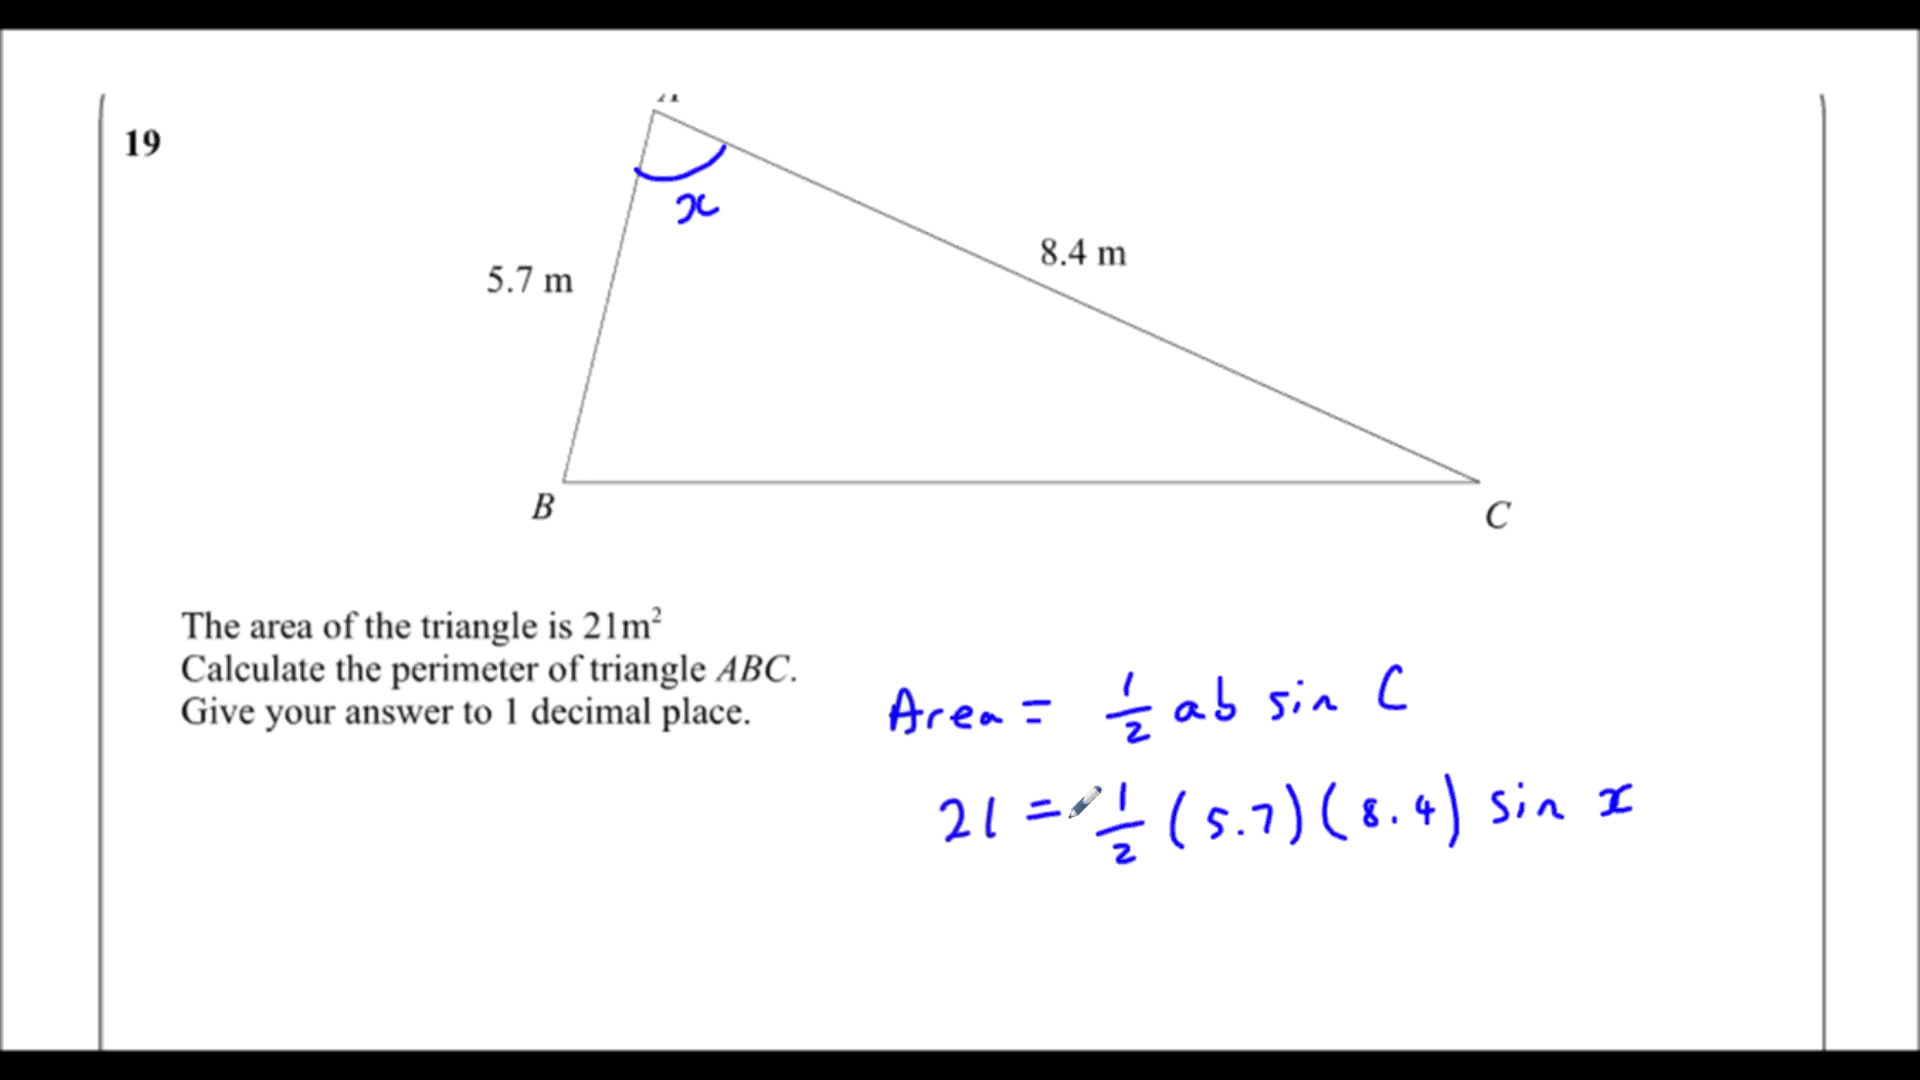 19
x
5.7 m
8.4 m
B
C
The area of the triangle is 21m²
Calculate the perimeter of triangle ABC.
Give your answer to 1 decimal place.
Area = 1/2 ab sin C
21 = 1/2 (5.7)(8.4) sin x